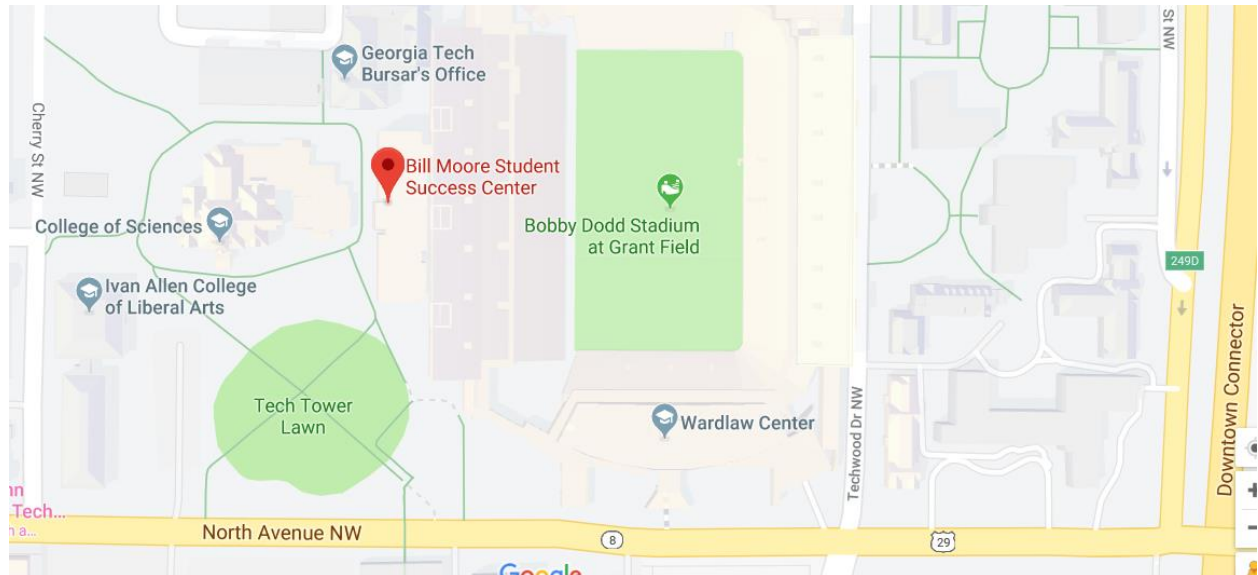 Georgia Tech
Bursar's Office
St NW
Cherry St NW
Bill Moore Student
Success Center
College of Sciences
Bobby Dodd Stadium
at Grant Field
249D
Ivan Allen College
of Liberal Arts
Downtown Connector
Tech Tower
Lawn
Wardlaw Center
Techwood Dr NW
Tech...
North Avenue NW
8
29
Google